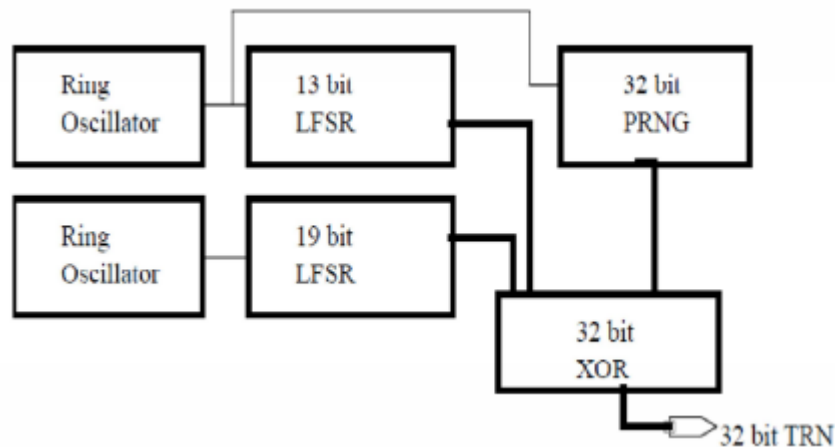 Ring
Oscillator
13 bit
LFSR
32 bit
PRNG
Ring
Oscillator
19 bit
LFSR
32 bit
XOR
32 bit TRN